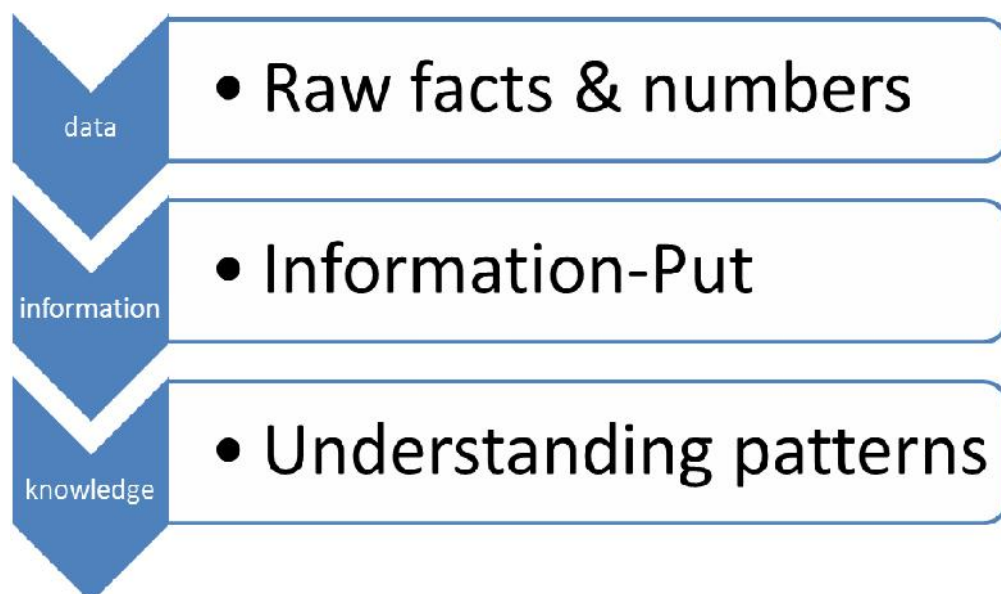 data
• Raw facts & numbers
information
• Information-Put
knowledge
• Understanding patterns